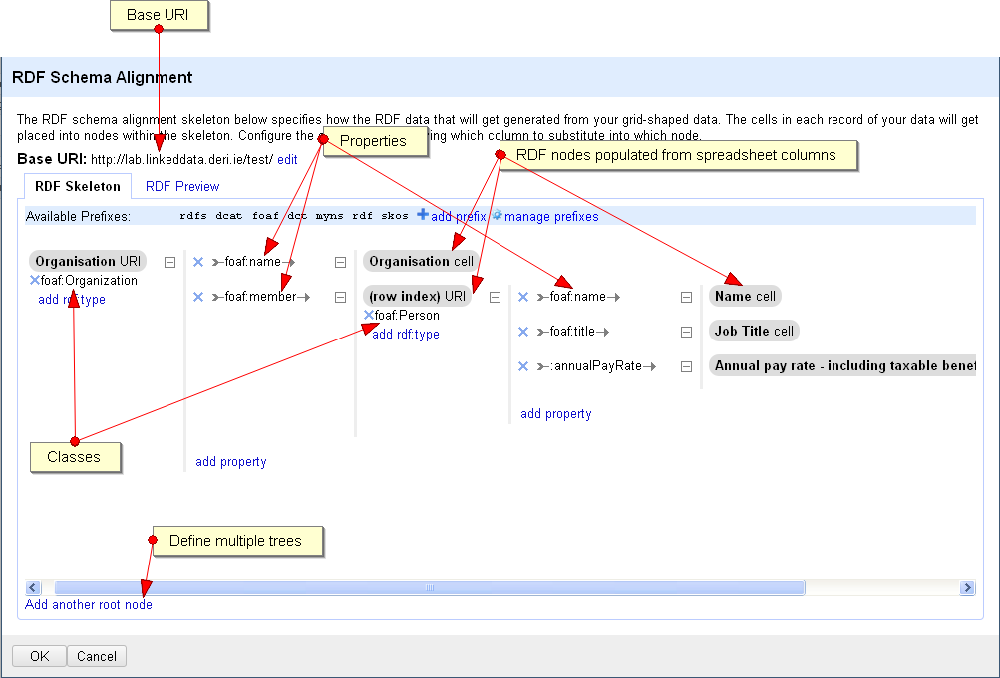 Base URI
RDF Schema Alignment
The RDF schema alignment skeleton below specifies how the RDF data that will get generated from your grid-shaped data. The cells in each record of your data will get
placed into nodes within the skeleton. Configure the ing which column to substitute into which node.
Properties
RDF nodes populated from spreadsheet columns
Base URI: http://lab.linkeddata.deri.ie/test/ edit
RDF Skeleton RDF Preview
Available Prefixes: rdfs dcat foaf dct myns rdf skos add prefix manage prefixes
Organisation URI foaf:name Organisation cell
foaf:Organization
add rdf:type foaf:member (row index) URI foaf:name Name cell
foaf:Person
add rdf:type foaf:title Job Title cell
:annualPayRate Annual pay rate - including taxable benef
add property
Classes
add property
Define multiple trees
Add another root node
OK Cancel